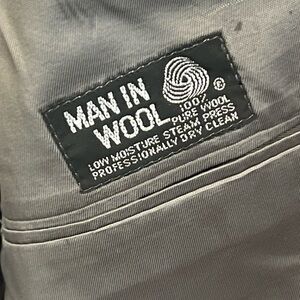 MAN IN
WOOL
®
100%
PURE WOOL
LOW MOISTURE STEAM PRESS
PROFESSIONALLY DRY CLEAN